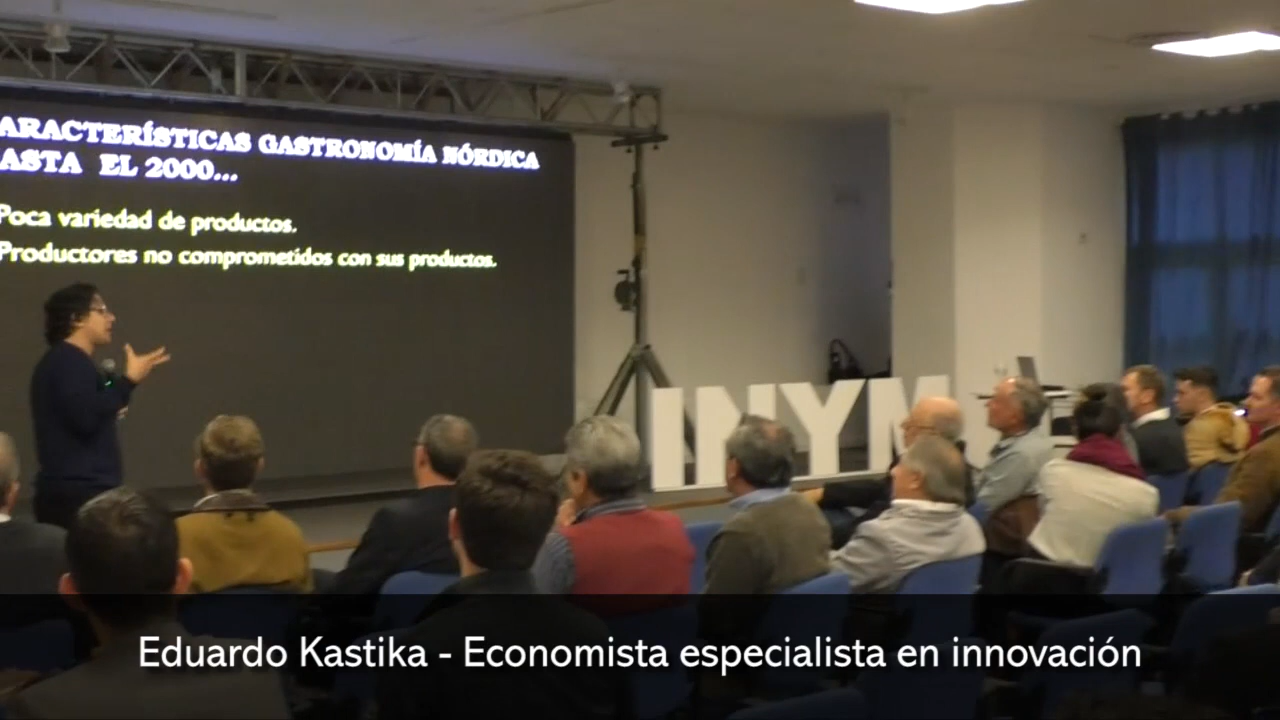 ARACTERÍSTICAS GASTRONOMÍA NÓRDICA
ASTA EL 2000...
Poca variedad de productos.
Productores no comprometidos con sus productos.
INYM
Eduardo Kastika - Economista especialista en innovación